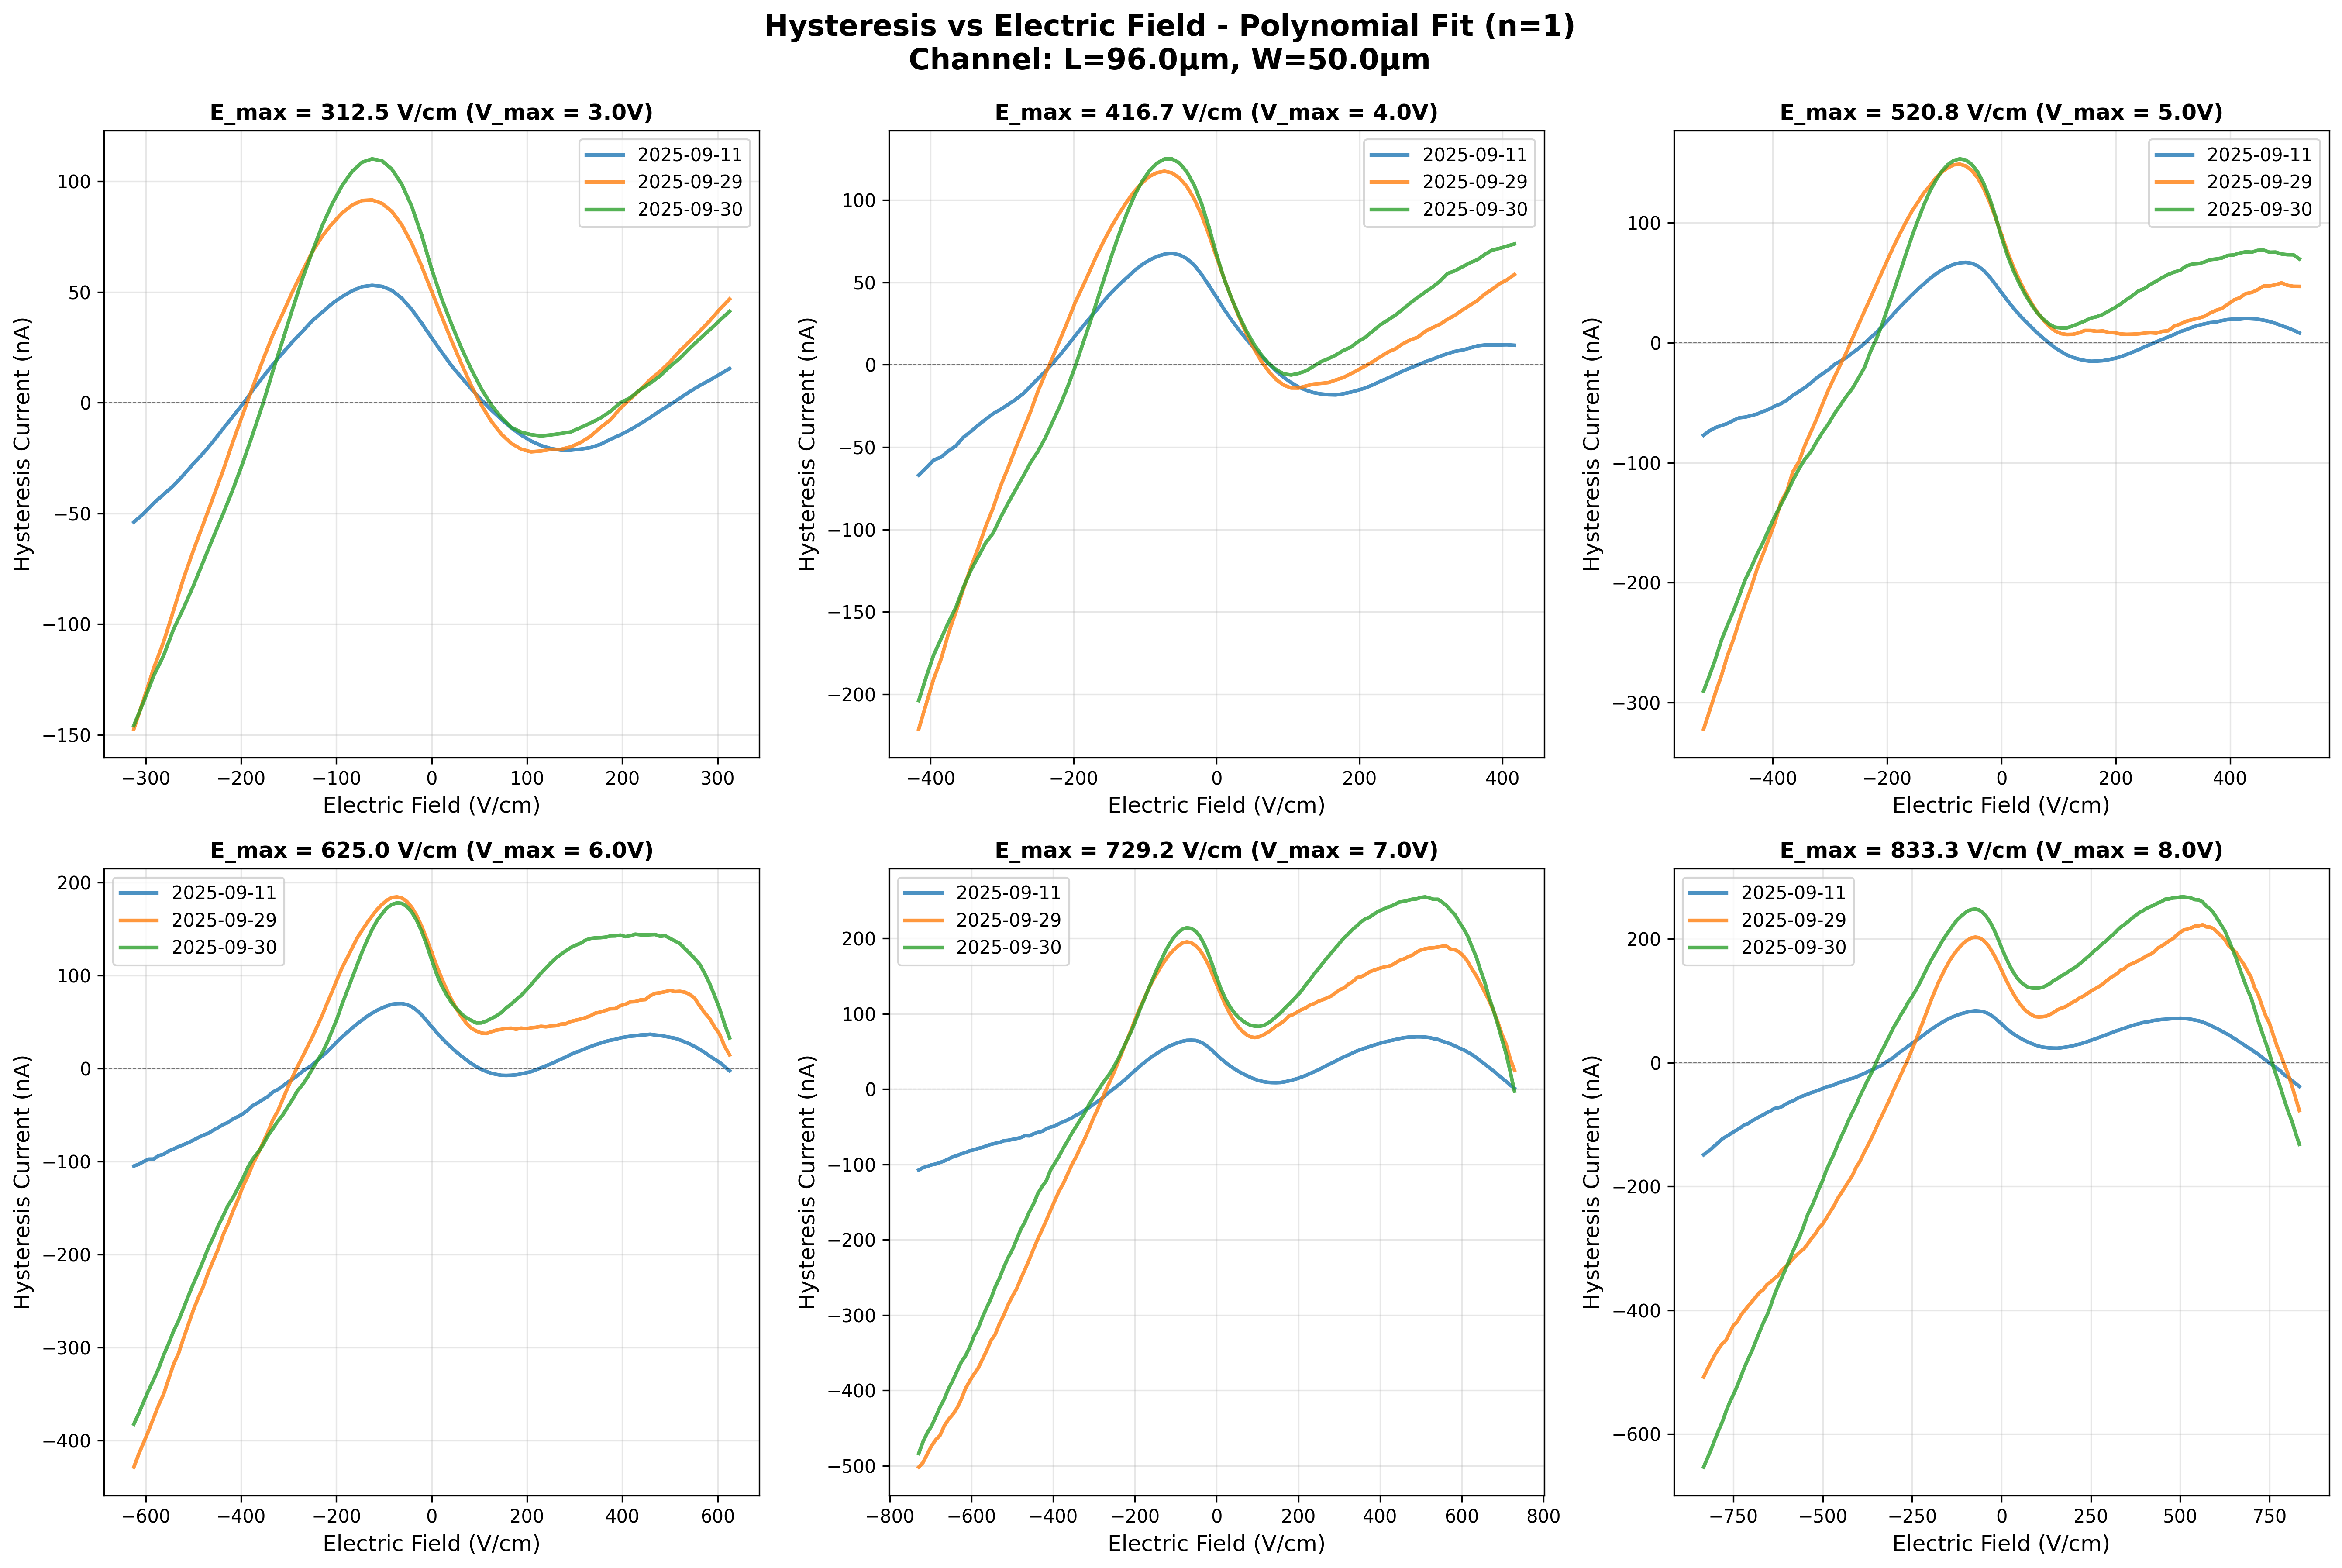 Hysteresis vs Electric Field - Polynomial Fit (n=1)
Channel: L=96.0μm, W=50.0μm
E_max = 312.5 V/cm (V_max = 3.0V)
Hysteresis Current (nA)
100
50
0
−50
−100
−150
2025-09-11
2025-09-29
2025-09-30
−300 −200 −100 0 100 200 300
Electric Field (V/cm)
E_max = 416.7 V/cm (V_max = 4.0V)
Hysteresis Current (nA)
100
50
0
−50
−100
−150
−200
2025-09-11
2025-09-29
2025-09-30
−400 −200 0 200 400
Electric Field (V/cm)
E_max = 520.8 V/cm (V_max = 5.0V)
Hysteresis Current (nA)
100
0
−100
−200
−300
2025-09-11
2025-09-29
2025-09-30
−400 −200 0 200 400
Electric Field (V/cm)
E_max = 625.0 V/cm (V_max = 6.0V)
Hysteresis Current (nA)
200
100
0
−100
−200
−300
−400
2025-09-11
2025-09-29
2025-09-30
−600 −400 −200 0 200 400 600
Electric Field (V/cm)
E_max = 729.2 V/cm (V_max = 7.0V)
Hysteresis Current (nA)
200
100
0
−100
−200
−300
−400
−500
2025-09-11
2025-09-29
2025-09-30
−800 −600 −400 −200 0 200 400 600 800
Electric Field (V/cm)
E_max = 833.3 V/cm (V_max = 8.0V)
Hysteresis Current (nA)
200
0
−200
−400
−600
2025-09-11
2025-09-29
2025-09-30
−750 −500 −250 0 250 500 750
Electric Field (V/cm)